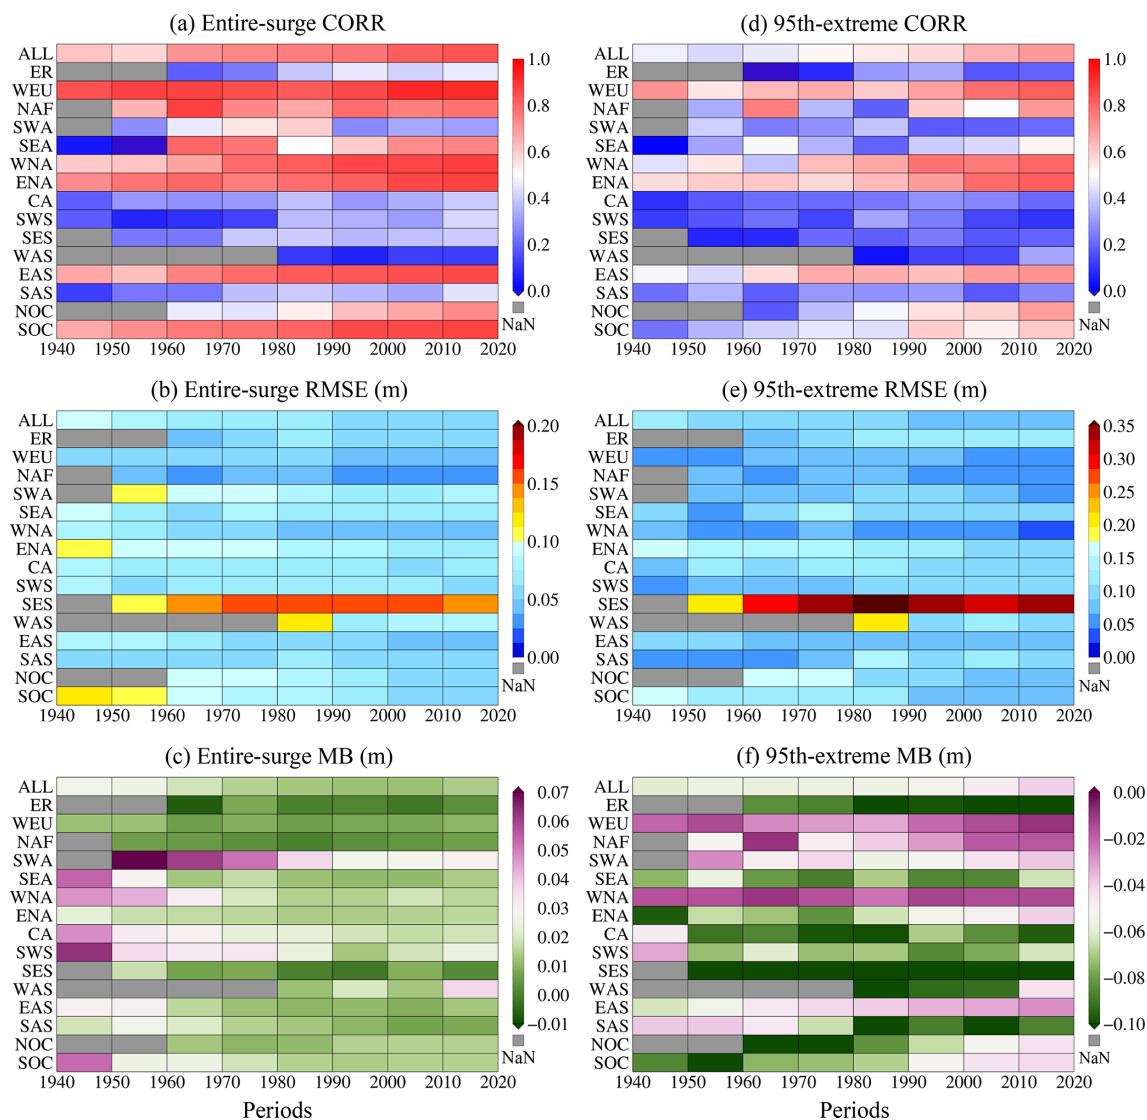 (a) Entire-surge CORR
ALL
ER
WEU
NAF
SWA
SEA
WNA
ENA
CA
SWS
SES
WAS
EAS
SAS
NOC
SOC
1940 1950 1960 1970 1980 1990 2000 2010 2020
1.0
0.8
0.6
0.4
0.2
0.0
NaN
(d) 95th-extreme CORR
ALL
ER
WEU
NAF
SWA
SEA
WNA
ENA
CA
SWS
SES
WAS
EAS
SAS
NOC
SOC
1940 1950 1960 1970 1980 1990 2000 2010 2020
1.0
0.8
0.6
0.4
0.2
0.0
NaN
(b) Entire-surge RMSE (m)
ALL
ER
WEU
NAF
SWA
SEA
WNA
ENA
CA
SWS
SES
WAS
EAS
SAS
NOC
SOC
1940 1950 1960 1970 1980 1990 2000 2010 2020
0.20
0.15
0.10
0.05
0.00
NaN
(e) 95th-extreme RMSE (m)
ALL
ER
WEU
NAF
SWA
SEA
WNA
ENA
CA
SWS
SES
WAS
EAS
SAS
NOC
SOC
1940 1950 1960 1970 1980 1990 2000 2010 2020
0.35
0.30
0.25
0.20
0.15
0.10
0.05
0.00
NaN
(c) Entire-surge MB (m)
ALL
ER
WEU
NAF
SWA
SEA
WNA
ENA
CA
SWS
SES
WAS
EAS
SAS
NOC
SOC
1940 1950 1960 1970 1980 1990 2000 2010 2020
Periods
0.07
0.06
0.05
0.04
0.03
0.02
0.01
0.00
−0.01
NaN
(f) 95th-extreme MB (m)
ALL
ER
WEU
NAF
SWA
SEA
WNA
ENA
CA
SWS
SES
WAS
EAS
SAS
NOC
SOC
1940 1950 1960 1970 1980 1990 2000 2010 2020
Periods
0.00
−0.02
−0.04
−0.06
−0.08
−0.10
NaN